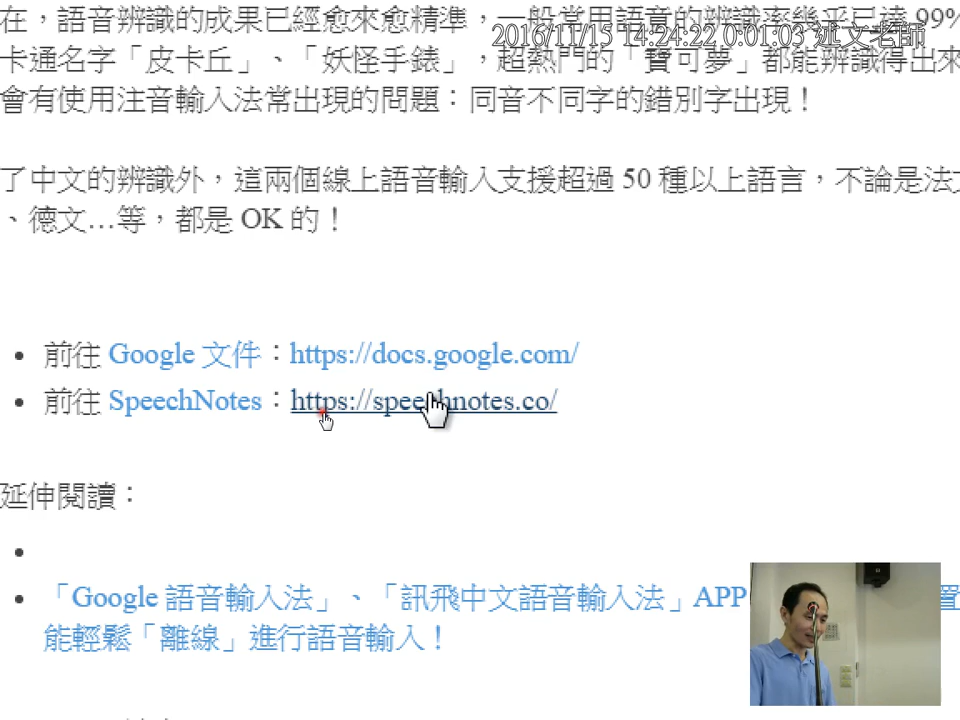 在，語音辨識的成果已經愈來愈精準，一般常用語音的辨識率幾乎已達 99%
2016/11/15 14:24:22 0:01:03 述文老師
卡通名字「皮卡丘」、「妖怪手錶」，超熱門的「寶可夢」都能辨識得出來
會有使用注音輸入法常出現的問題：同音不同字的錯別字出現！
了中文的辨識外，這兩個線上語音輸入支援超過 50 種以上語言，不論是法文
、德文…等，都是 OK 的！
前往 Google 文件：https://docs.google.com/
前往 SpeechNotes：https://speechnotes.co/
延伸閱讀：
「Google 語音輸入法」、「訊飛中文語音輸入法」APP 置
能輕鬆「離線」進行語音輸入！